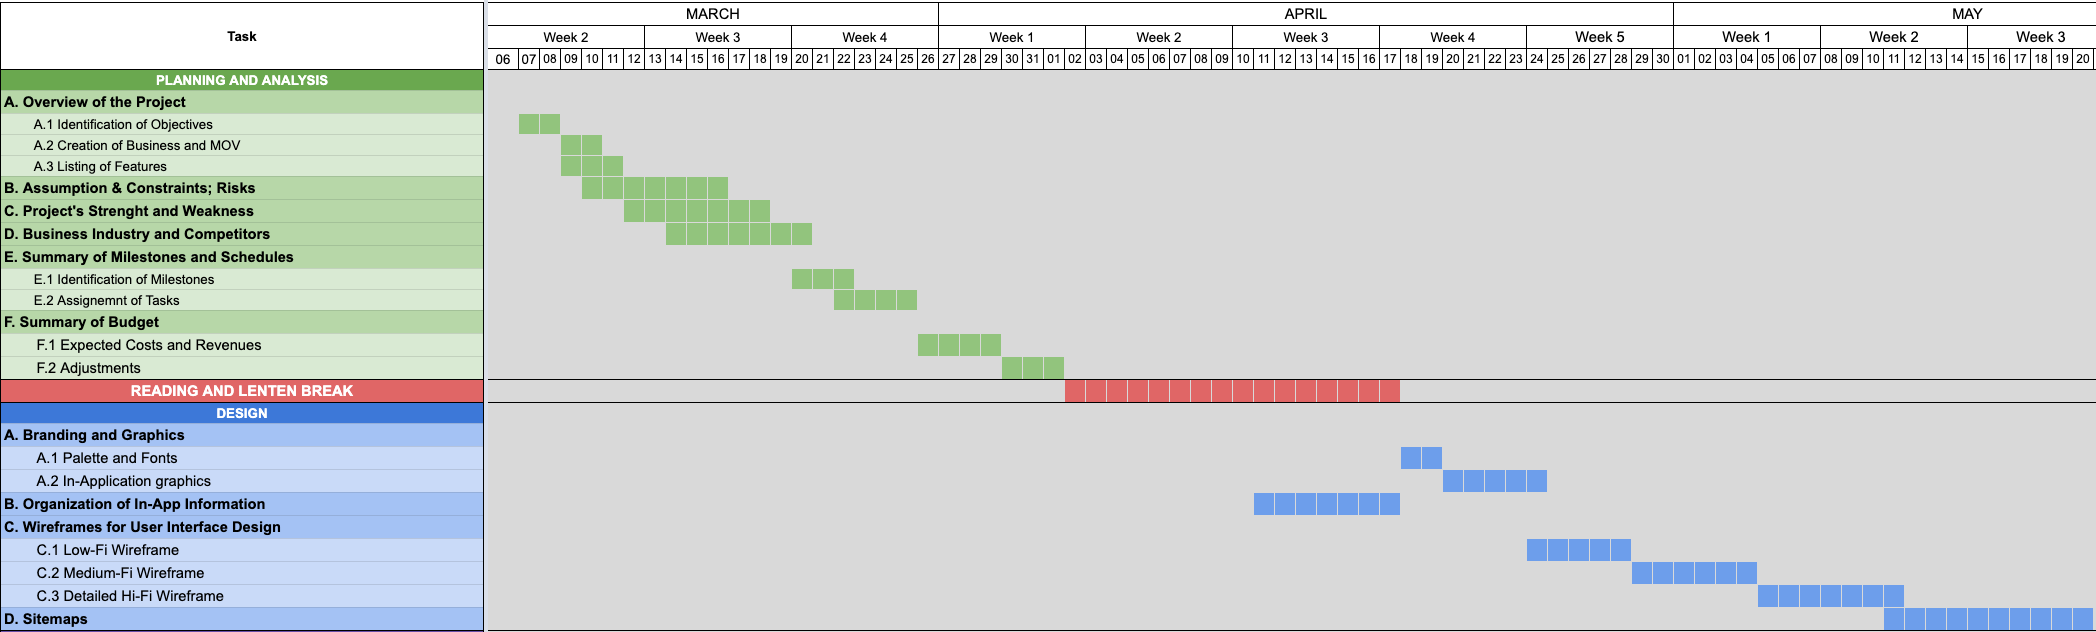 Task
MARCH APRIL MAY
Week 2 Week 3 Week 4 Week 1 Week 2 Week 3 Week 4 Week 5 Week 1 Week 2 Week 3
06 07 08 09 10 11 12 13 14 15 16 17 18 19 20 21 22 23 24 25 26 27 28 29 30 31 01 02 03 04 05 06 07 08 09 10 11 12 13 14 15 16 17 18 19 20 21 22 23 24 25 26 27 28 29 30 01 02 03 04 05 06 07 08 09 10 11 12 13 14 15 16 17 18 19 20
PLANNING AND ANALYSIS
A. Overview of the Project
A.1 Identification of Objectives
A.2 Creation of Business and MOV
A.3 Listing of Features
B. Assumption & Constraints; Risks
C. Project's Strenght and Weakness
D. Business Industry and Competitors
E. Summary of Milestones and Schedules
E.1 Identification of Milestones
E.2 Assignemnt of Tasks
F. Summary of Budget
F.1 Expected Costs and Revenues
F.2 Adjustments
READING AND LENTEN BREAK
DESIGN
A. Branding and Graphics
A.1 Palette and Fonts
A.2 In-Application graphics
B. Organization of In-App Information
C. Wireframes for User Interface Design
C.1 Low-Fi Wireframe
C.2 Medium-Fi Wireframe
C.3 Detailed Hi-Fi Wireframe
D. Sitemaps